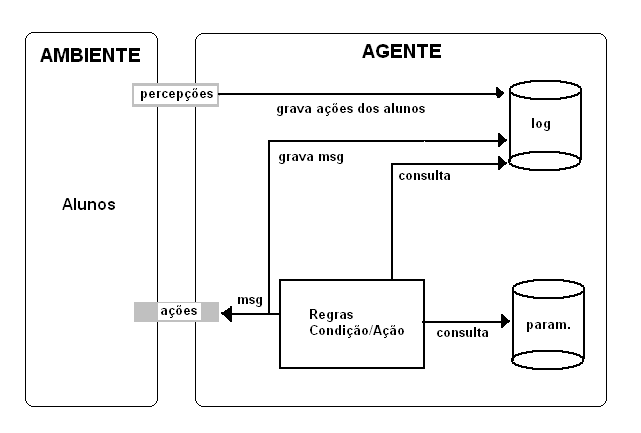 AMBIENTE
AGENTE
percepções
grava ações dos alunos
log
grava msg
consulta
Alunos
msg
ações
Regras
Condição/Ação
consulta
param.